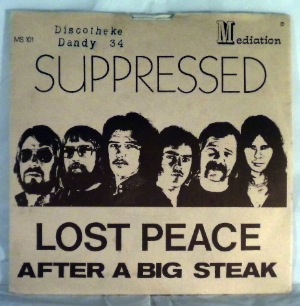 MS 101
Discotheke
Dandy 34
Mediation
SUPPRESSED
LOST PEACE
AFTER A BIG STEAK